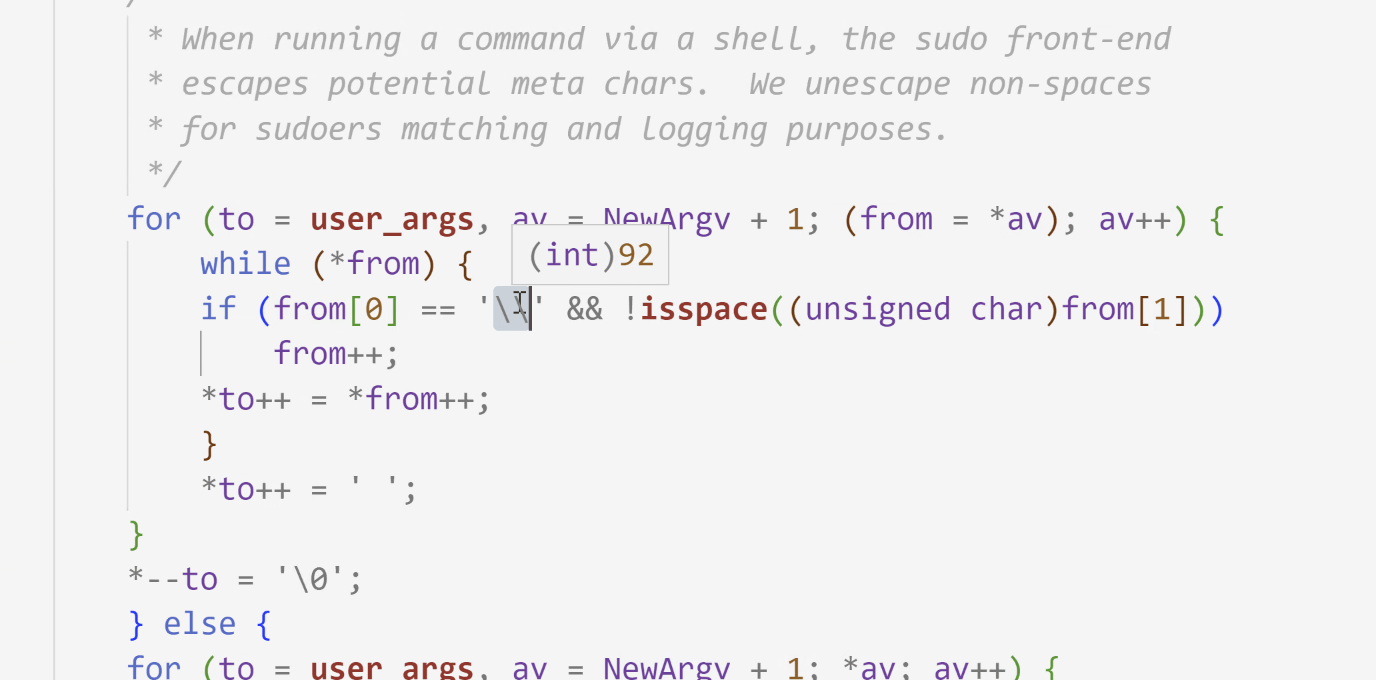 * When running a command via a shell, the sudo front-end
* escapes potential meta chars.  We unescape non-spaces
* for sudoers matching and logging purposes.
*/
for (to = user_args, av = NewArgv + 1; (from = *av); av++) {
while (*from) {
(int)92
if (from[0] == '\\' && !isspace((unsigned char)from[1]))
from++;
*to++ = *from++;
}
*to++ = ' ';
}
*--to = '\0';
} else {
for (to = user_args, av = NewArgv + 1; *av; av++) {